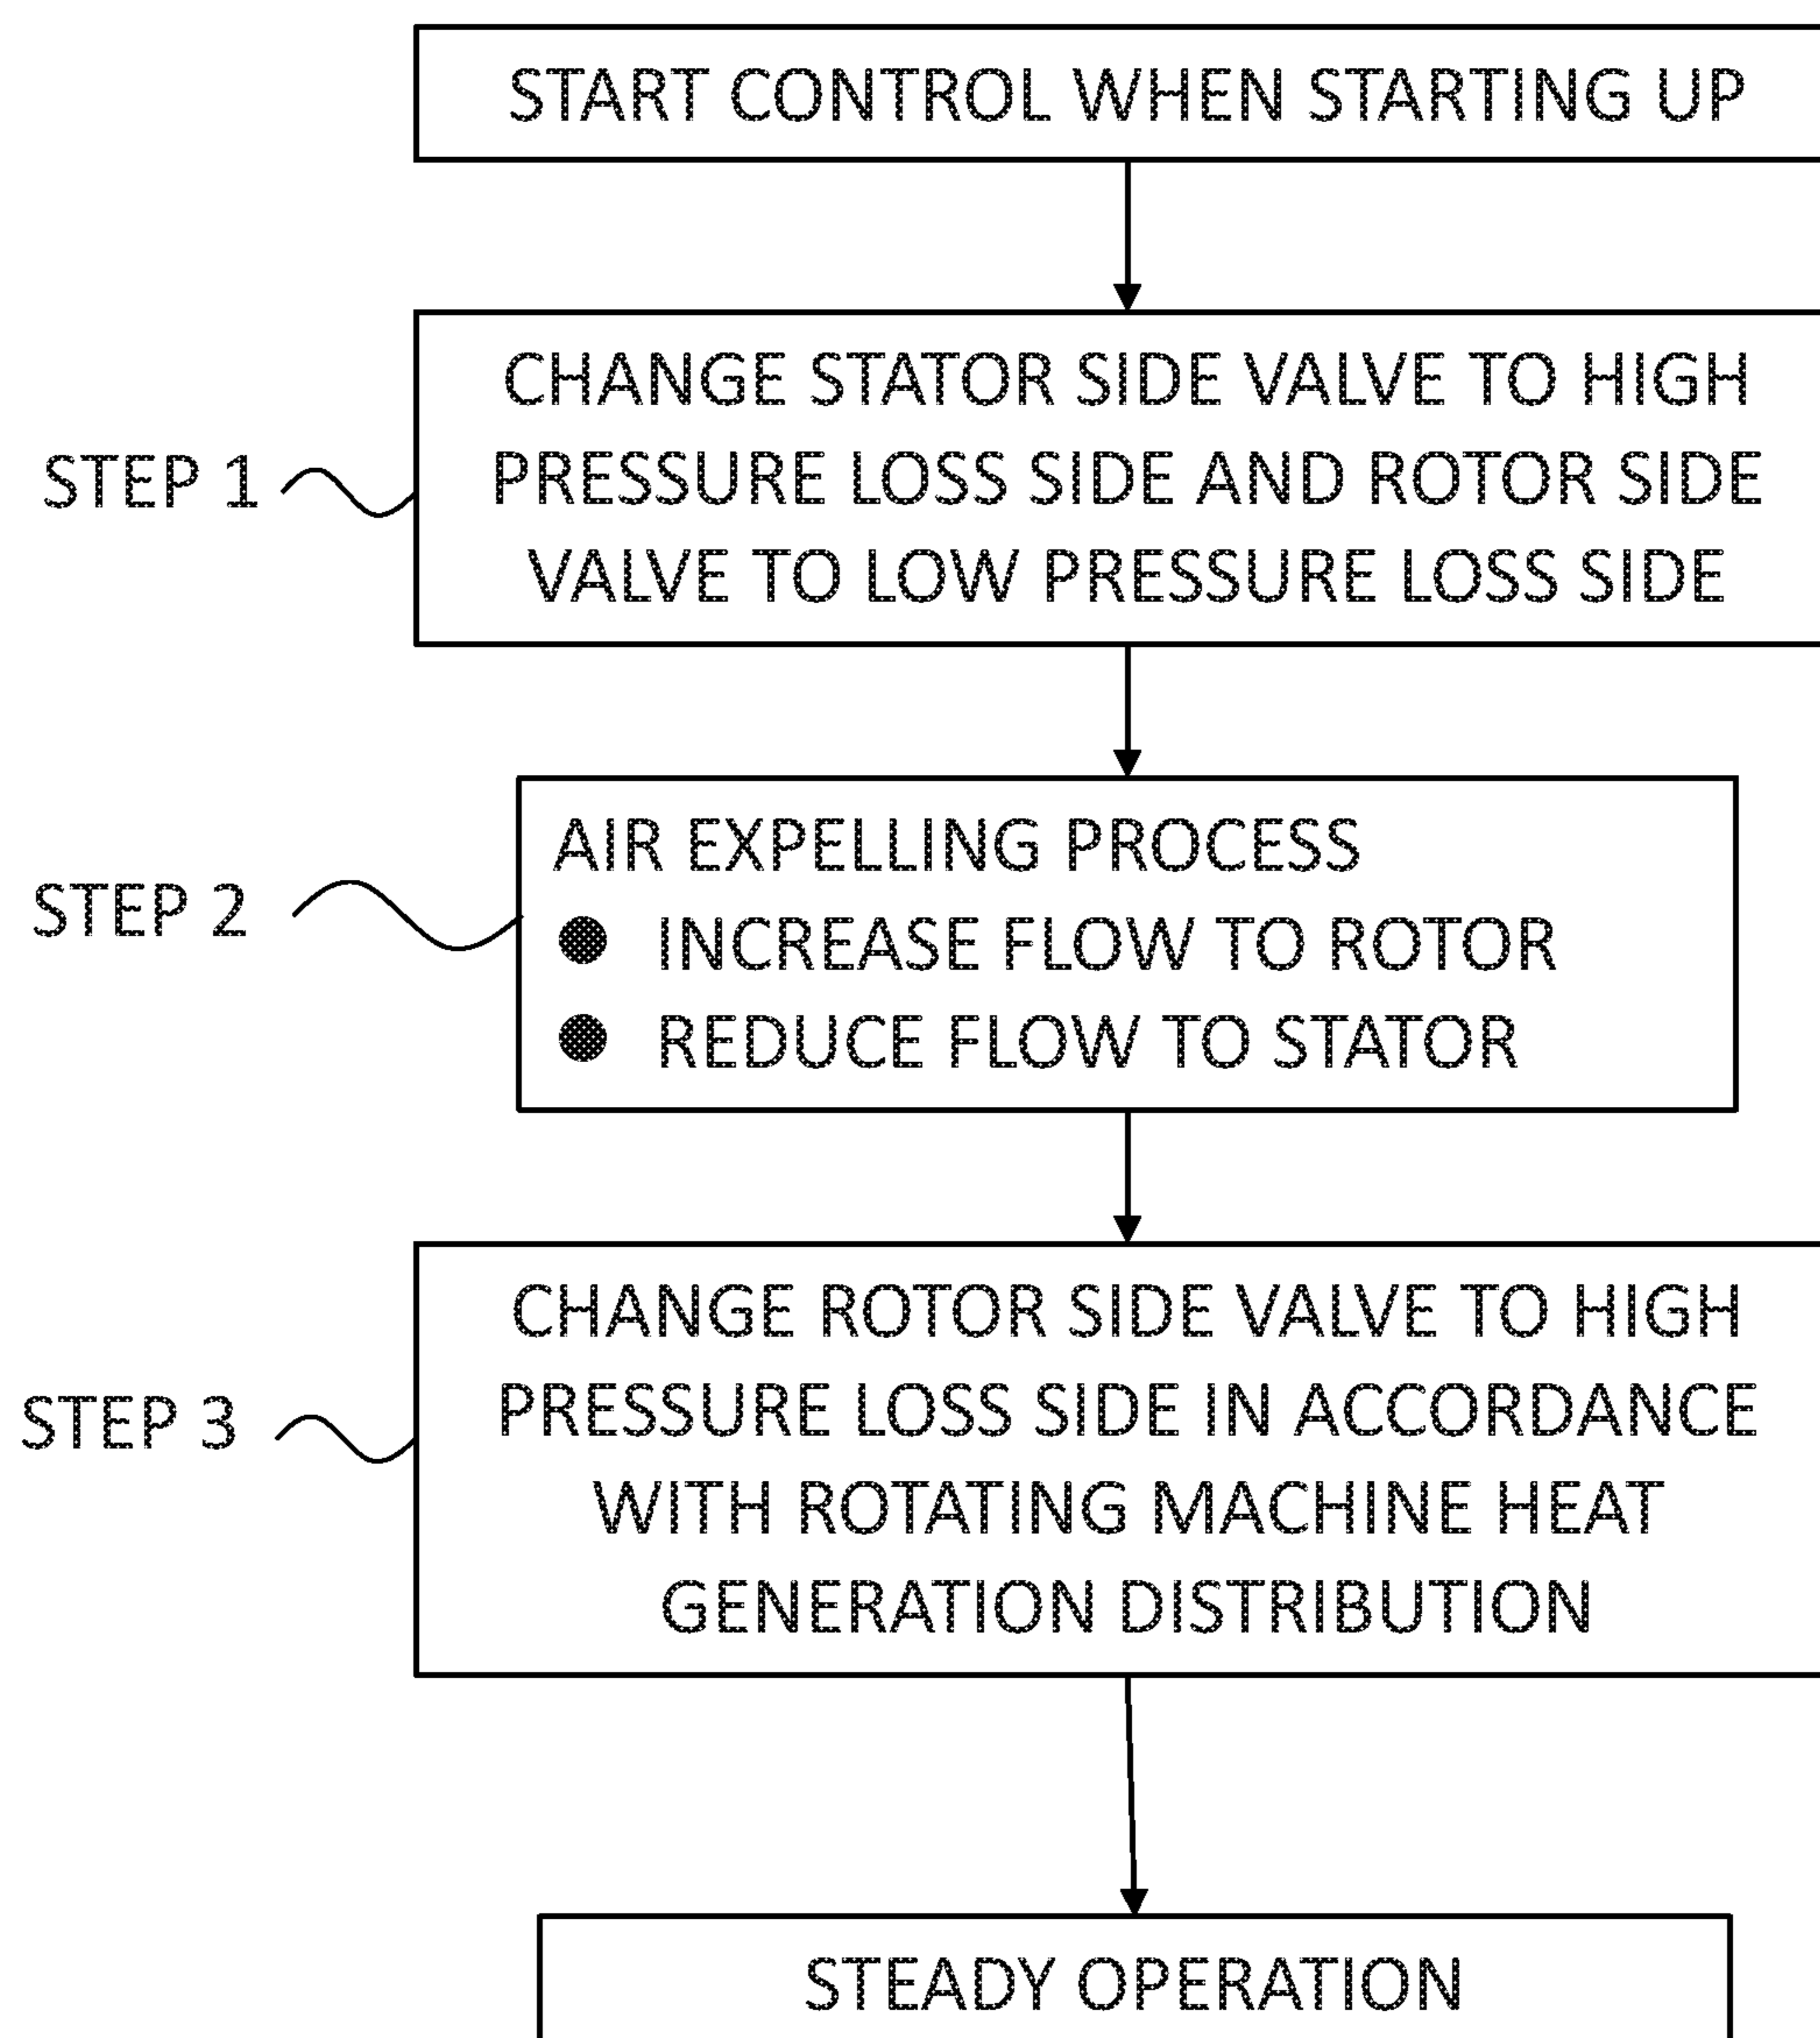 START CONTROL WHEN STARTING UP
STEP 1
CHANGE STATOR SIDE VALVE TO HIGH
PRESSURE LOSS SIDE AND ROTOR SIDE
VALVE TO LOW PRESSURE LOSS SIDE
STEP 2
AIR EXPELLING PROCESS
● INCREASE FLOW TO ROTOR
● REDUCE FLOW TO STATOR
STEP 3
CHANGE ROTOR SIDE VALVE TO HIGH
PRESSURE LOSS SIDE IN ACCORDANCE
WITH ROTATING MACHINE HEAT
GENERATION DISTRIBUTION
STEADY OPERATION